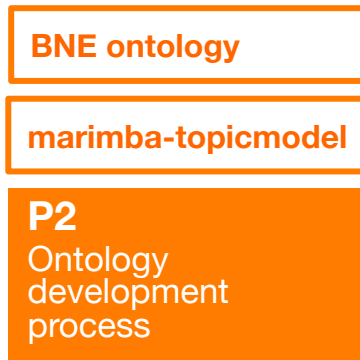 BNE ontology
marimba-topicmodel
P2
Ontology
development
process